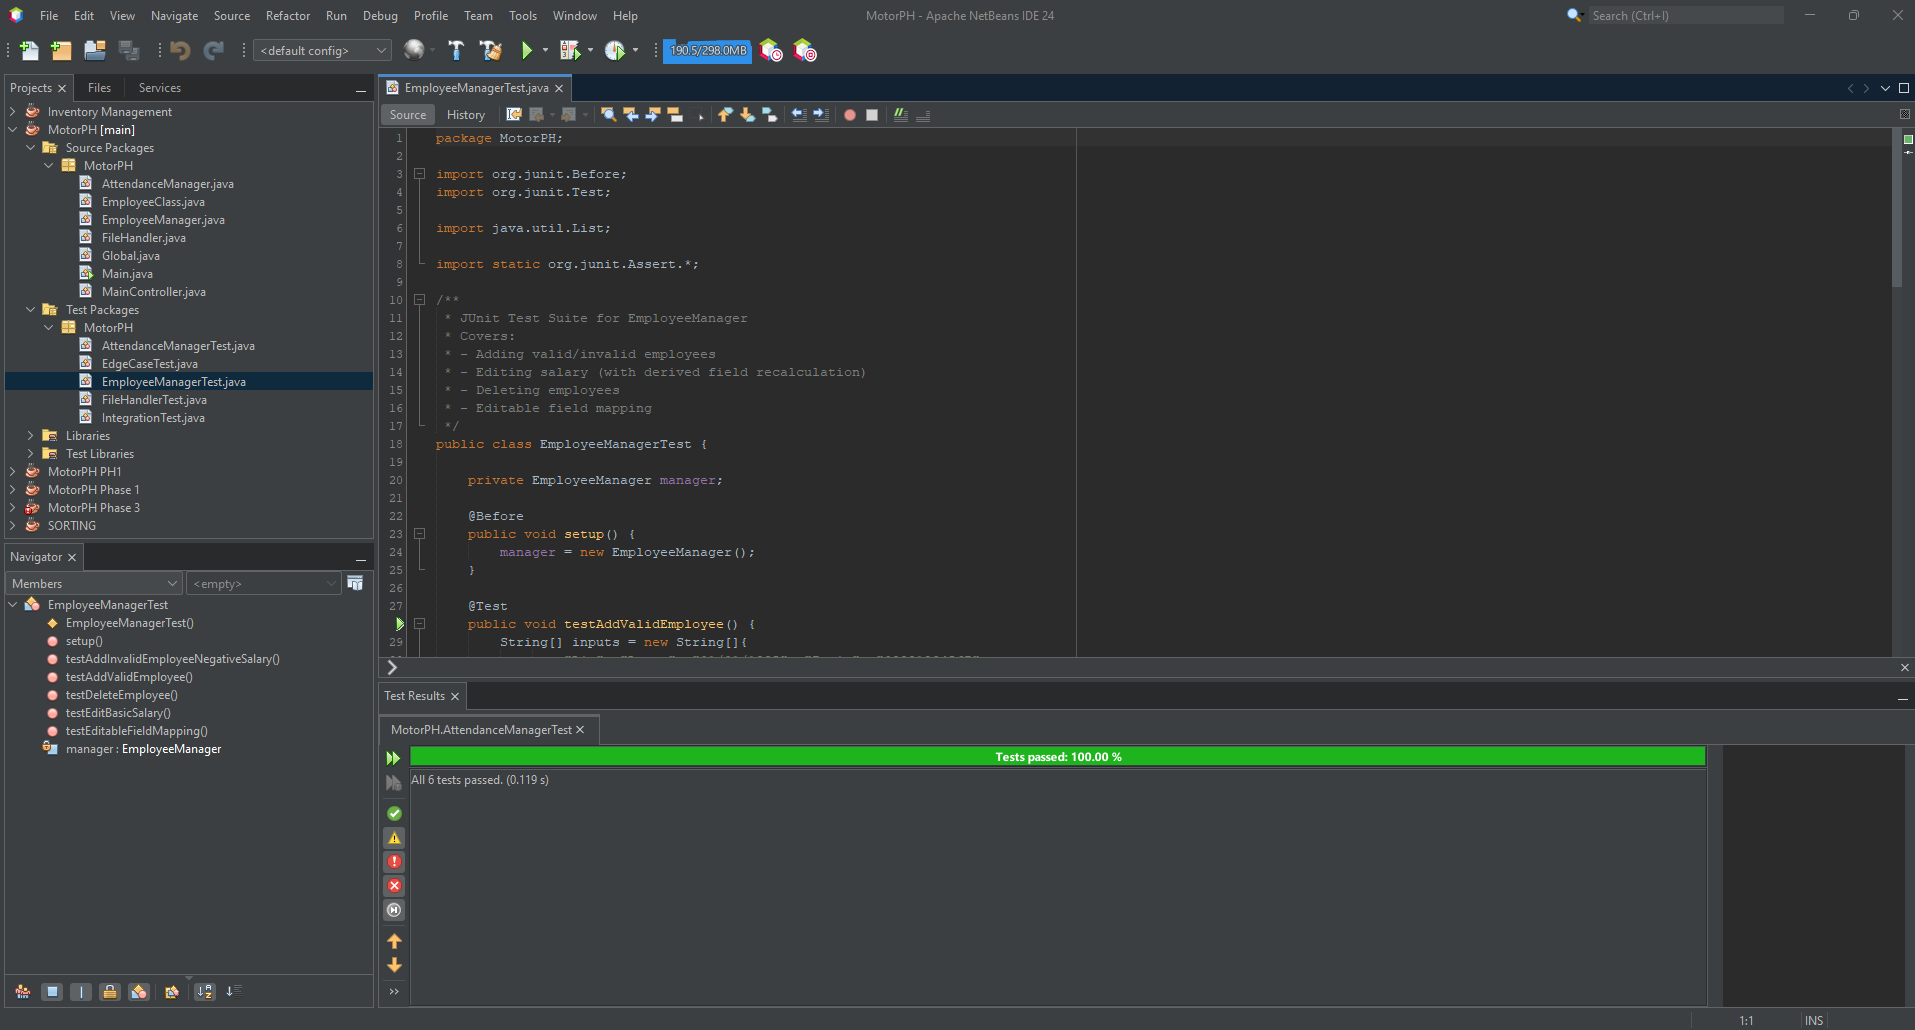 File Edit View Navigate Source Refactor Run Debug Profile Team Tools Window Help
MotorPH - Apache NetBeans IDE 24
Search (Ctrl+I)
<default config>
190.5/298.0MB
Projects Files Services
Inventory Management
MotorPH [main]
Source Packages
MotorPH
AttendanceManager.java
EmployeeClass.java
EmployeeManager.java
FileHandler.java
Global.java
Main.java
MainController.java
Test Packages
MotorPH
AttendanceManagerTest.java
EdgeCaseTest.java
EmployeeManagerTest.java
FileHandlerTest.java
IntegrationTest.java
Libraries
Test Libraries
MotorPH PH1
MotorPH Phase 1
MotorPH Phase 3
SORTING
Navigator
Members <empty>
EmployeeManagerTest
EmployeeManagerTest()
setup()
testAddInvalidEmployeeNegativeSalary()
testAddValidEmployee()
testDeleteEmployee()
testEditBasicSalary()
testEditableFieldMapping()
manager : EmployeeManager
EmployeeManagerTest.java
Source History
1 package MotorPH;
2
3 import org.junit.Before;
4 import org.junit.Test;
5
6 import java.util.List;
7
8 import static org.junit.Assert.*;
9
10 /**
11 * JUnit Test Suite for EmployeeManager
12 * Covers:
13 * - Adding valid/invalid employees
14 * - Editing salary (with derived field recalculation)
15 * - Deleting employees
16 * - Editable field mapping
17 */
18 public class EmployeeManagerTest {
19
20 private EmployeeManager manager;
21
22 @Before
23 public void setup() {
24 manager = new EmployeeManager();
25 }
26
27 @Test
public void testAddValidEmployee() {
29 String[] inputs = new String[]{
Test Results
MotorPH.AttendanceManagerTest
Tests passed: 100.00 %
All 6 tests passed. (0.119 s)
1:1 INS